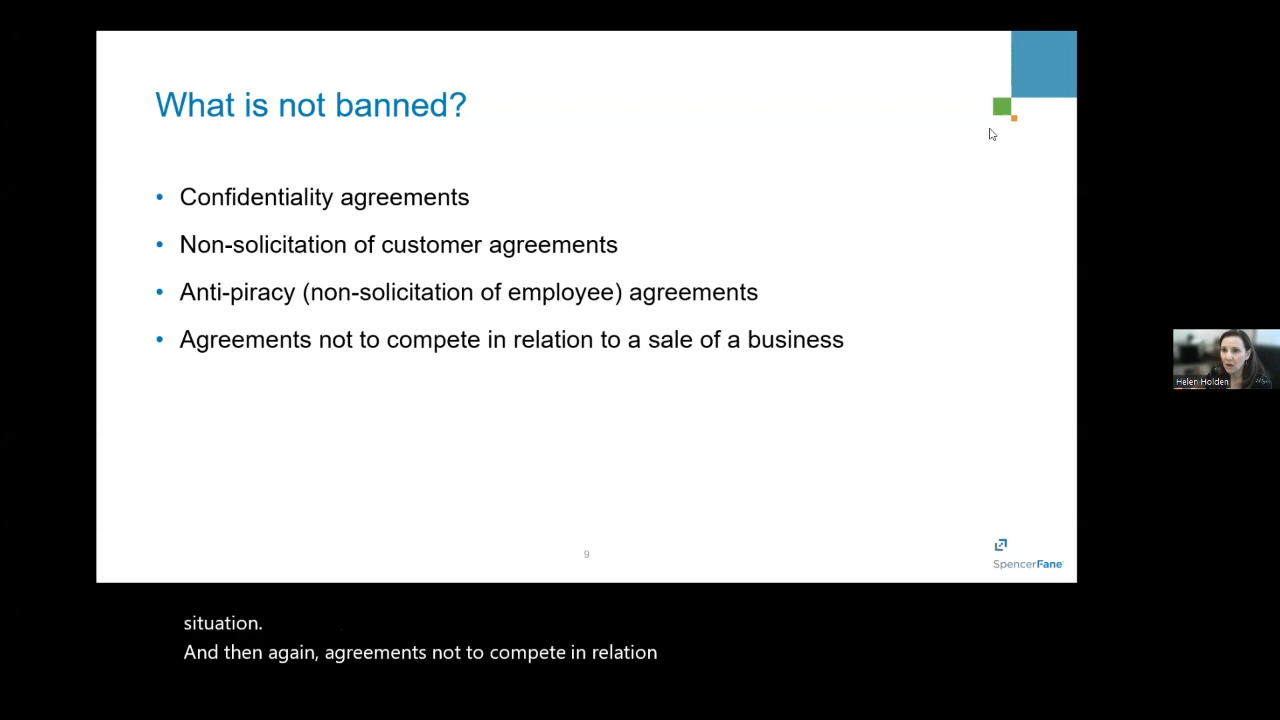 What is not banned?
• Confidentiality agreements
• Non-solicitation of customer agreements
• Anti-piracy (non-solicitation of employee) agreements
• Agreements not to compete in relation to a sale of a business
Helen Holden
9
SpencerFane
situation.
And then again, agreements not to compete in relation